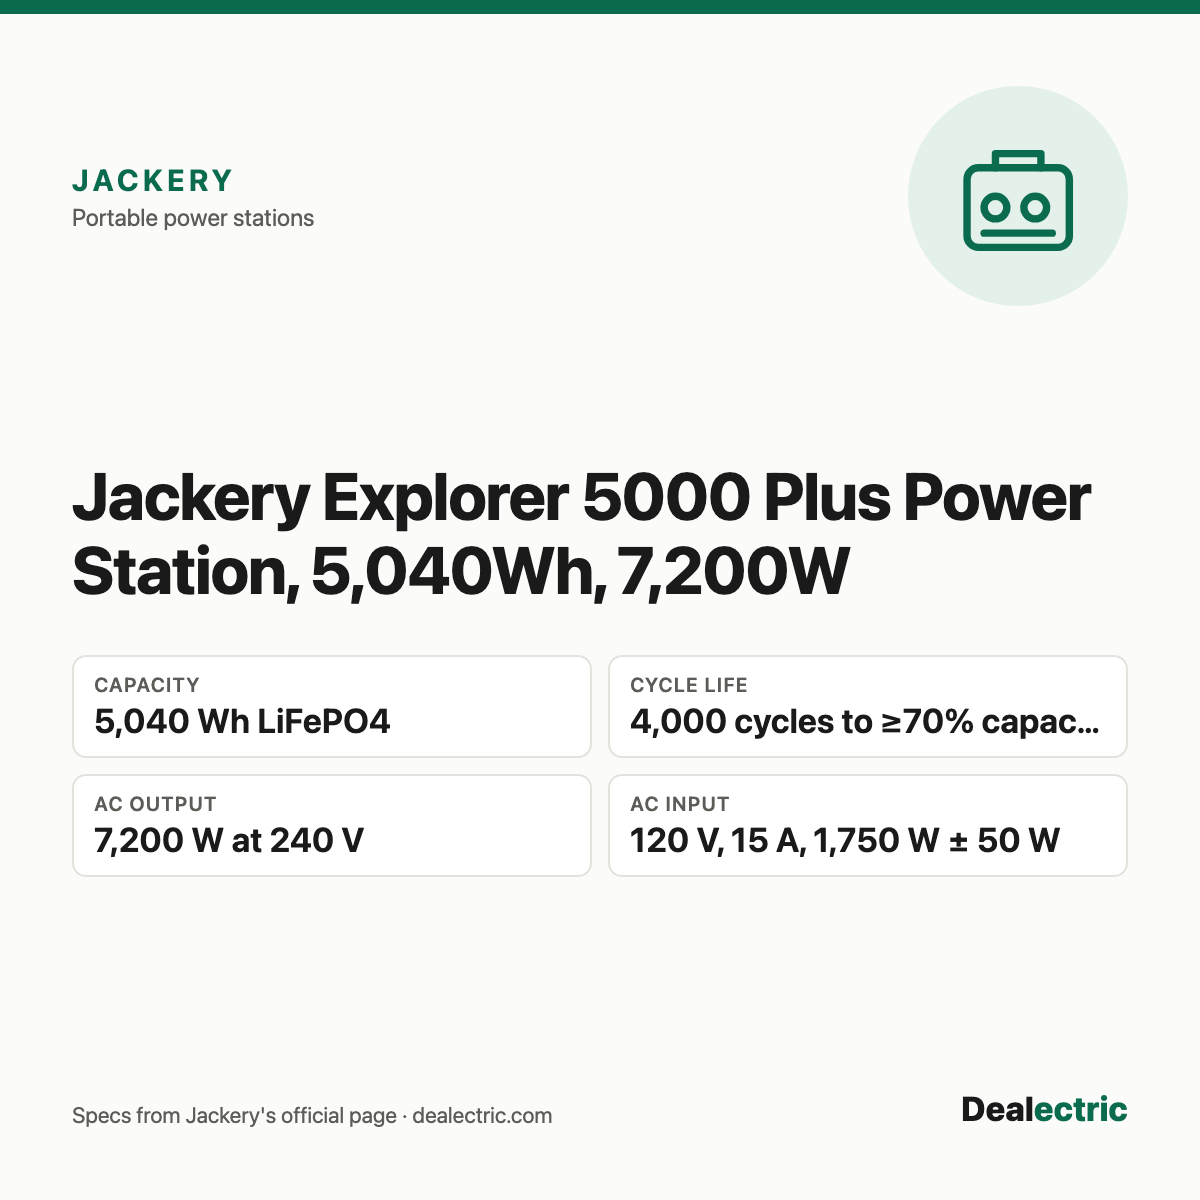 JACKERY
Portable power stations
Jackery Explorer 5000 Plus Power
Station, 5,040Wh, 7,200W
CAPACITY
5,040 Wh LiFePO4
CYCLE LIFE
4,000 cycles to ≥70% capac...
AC OUTPUT
7,200 W at 240 V
AC INPUT
120 V, 15 A, 1,750 W ± 50 W
Specs from Jackery's official page · dealectric.com
Dealectric